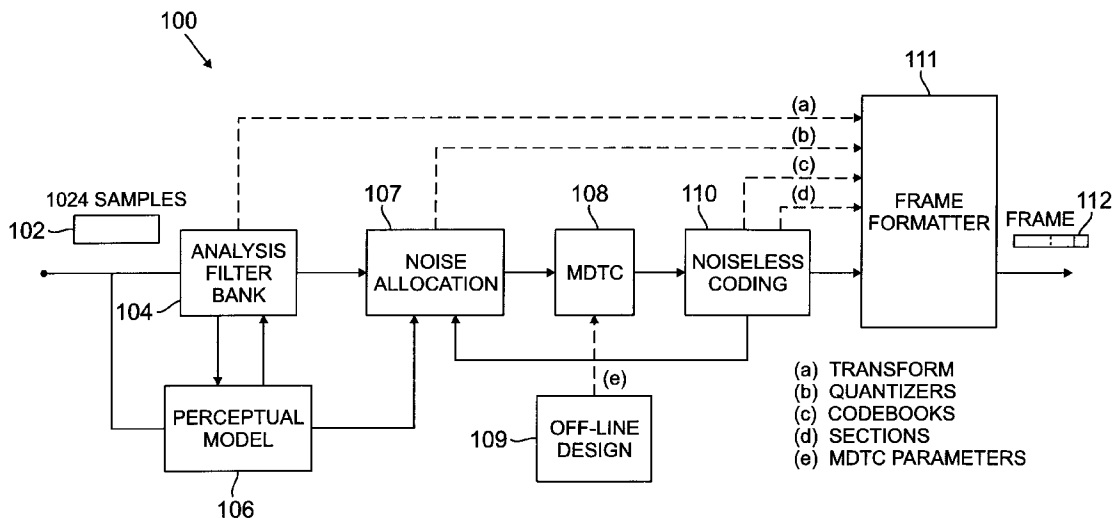 100
111
(a)
(b)
(c)
(d)
1024 SAMPLES
102
107
108
110
FRAME
FORMATTER
FRAME
112
ANALYSIS
FILTER
BANK
104
NOISE
ALLOCATION
MDTC
NOISELESS
CODING
(e)
PERCEPTUAL
MODEL
106
109
OFF-LINE
DESIGN
(a) TRANSFORM
(b) QUANTIZERS
(c) CODEBOOKS
(d) SECTIONS
(e) MDTC PARAMETERS